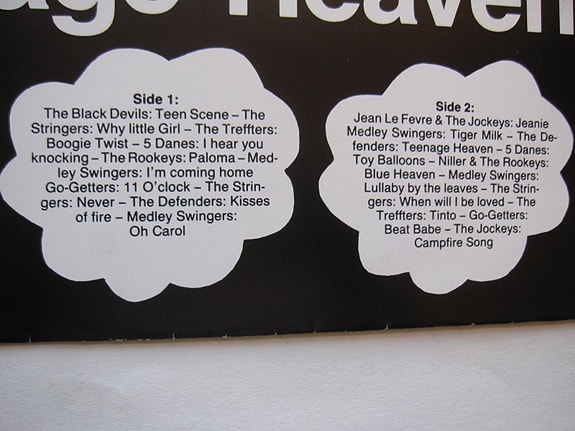 age Heaven
Side 1:
The Black Devils: Teen Scene – The
Stringers: Why little Girl – The Treffters:
Boogie Twist – 5 Danes: I hear you
knocking – The Rookeys: Paloma – Med-
ley Swingers: I'm coming home
Go-Getters: 11 O'clock – The Strin-
gers: Never – The Defenders: Kisses
of fire – Medley Swingers:
Oh Carol
Side 2:
Jean Le Fevre & The Jockeys: Jeanie
Medley Swingers: Tiger Milk – The De-
fenders: Teenage Heaven – 5 Danes:
Toy Balloons – Niller & The Rookeys:
Blue Heaven – Medley Swingers:
Lullaby by the leaves – The Strin-
gers: When will I be loved – The
Treffters: Tinto – Go-Getters:
Beat Babe – The Jockeys:
Campfire Song